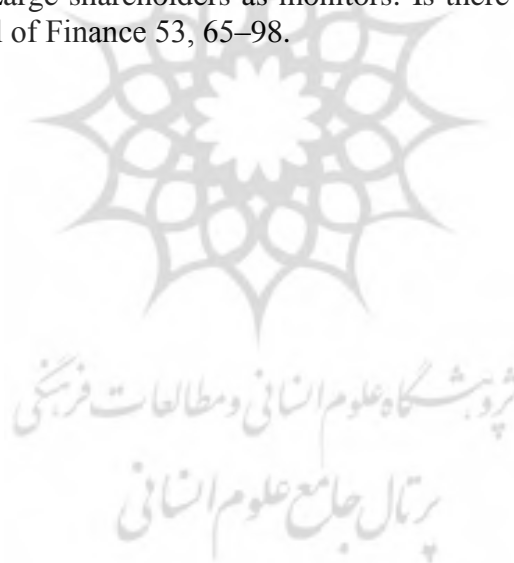 Large shareholders as monitors: Is there
l of Finance 53, 65–98.
پژوهشگاه علوم انسانی و مطالعات فرهنگی
پرتال جامع علوم انسانی